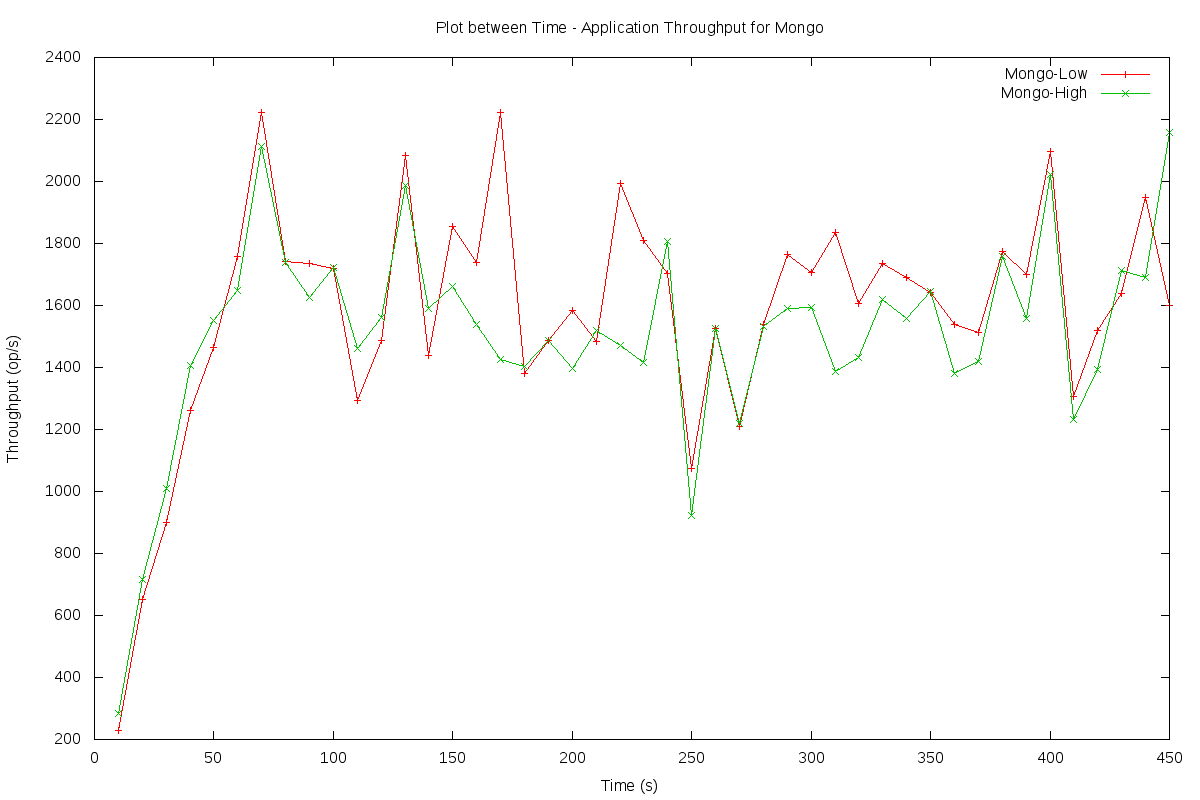 Plot between Time - Application Throughput for Mongo
Mongo-Low
Mongo-High
2400
2200
2000
1800
1600
1400
1200
1000
800
600
400
200
Throughput (op/s)
0 50 100 150 200 250 300 350 400 450
Time (s)